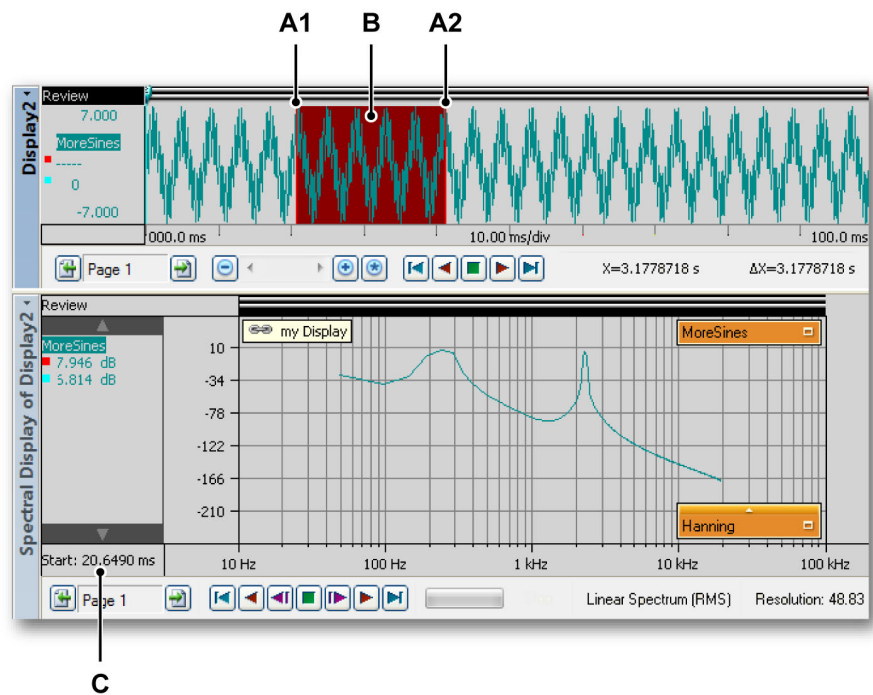 A1 B A2
Display2
Review
7.000
MoreSines
-----
0
-7.000
000.0 ms 10.00 ms/div 100.0 ms
Page 1 X=3.1778718 s ΔX=3.1778718 s
Spectral Display of Display2
Review
MoreSines
7.946 dB
5.814 dB
my Display
MoreSines
10
-34
-78
-122
-166
-210
Hanning
Start: 20.6490 ms
10 Hz 100 Hz 1 kHz 10 kHz 100 kHz
Page 1 Linear Spectrum (RMS) Resolution: 48.83
C